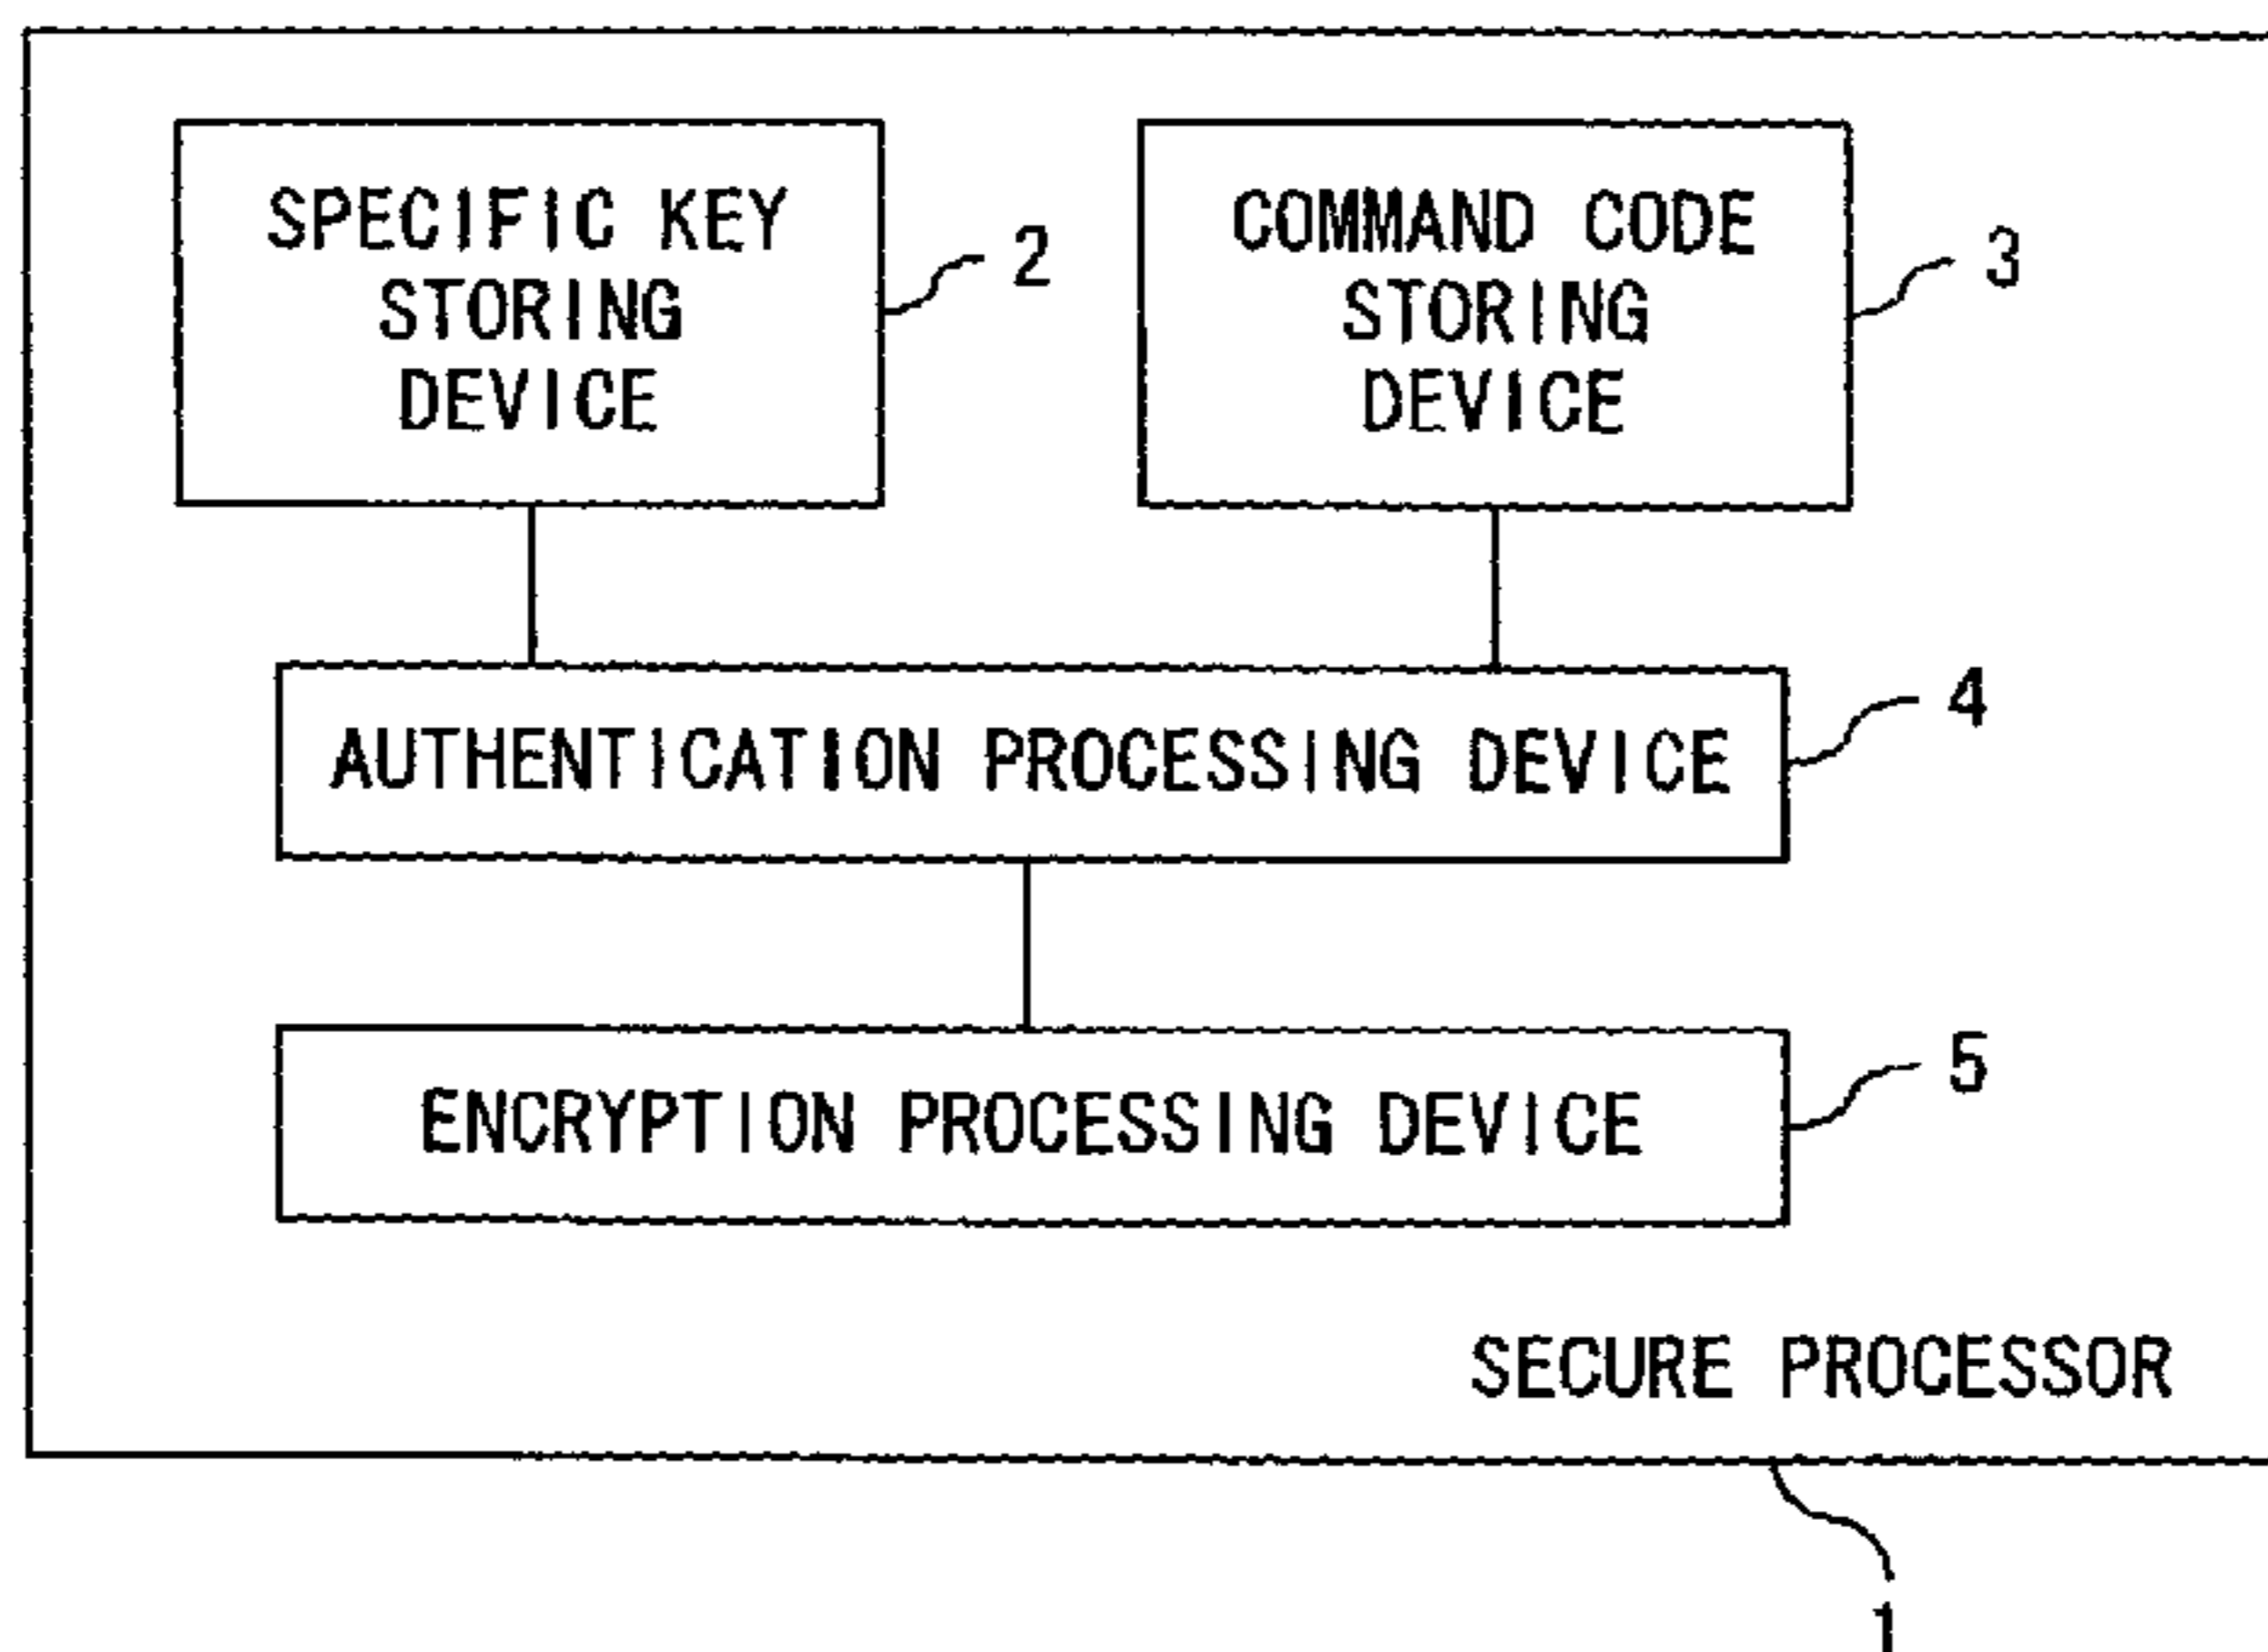 SPECIFIC KEY
STORING
DEVICE
2
COMMAND CODE
STORING
DEVICE
3
AUTHENTICATION PROCESSING DEVICE
4
ENCRYPTION PROCESSING DEVICE
5
SECURE PROCESSOR
1